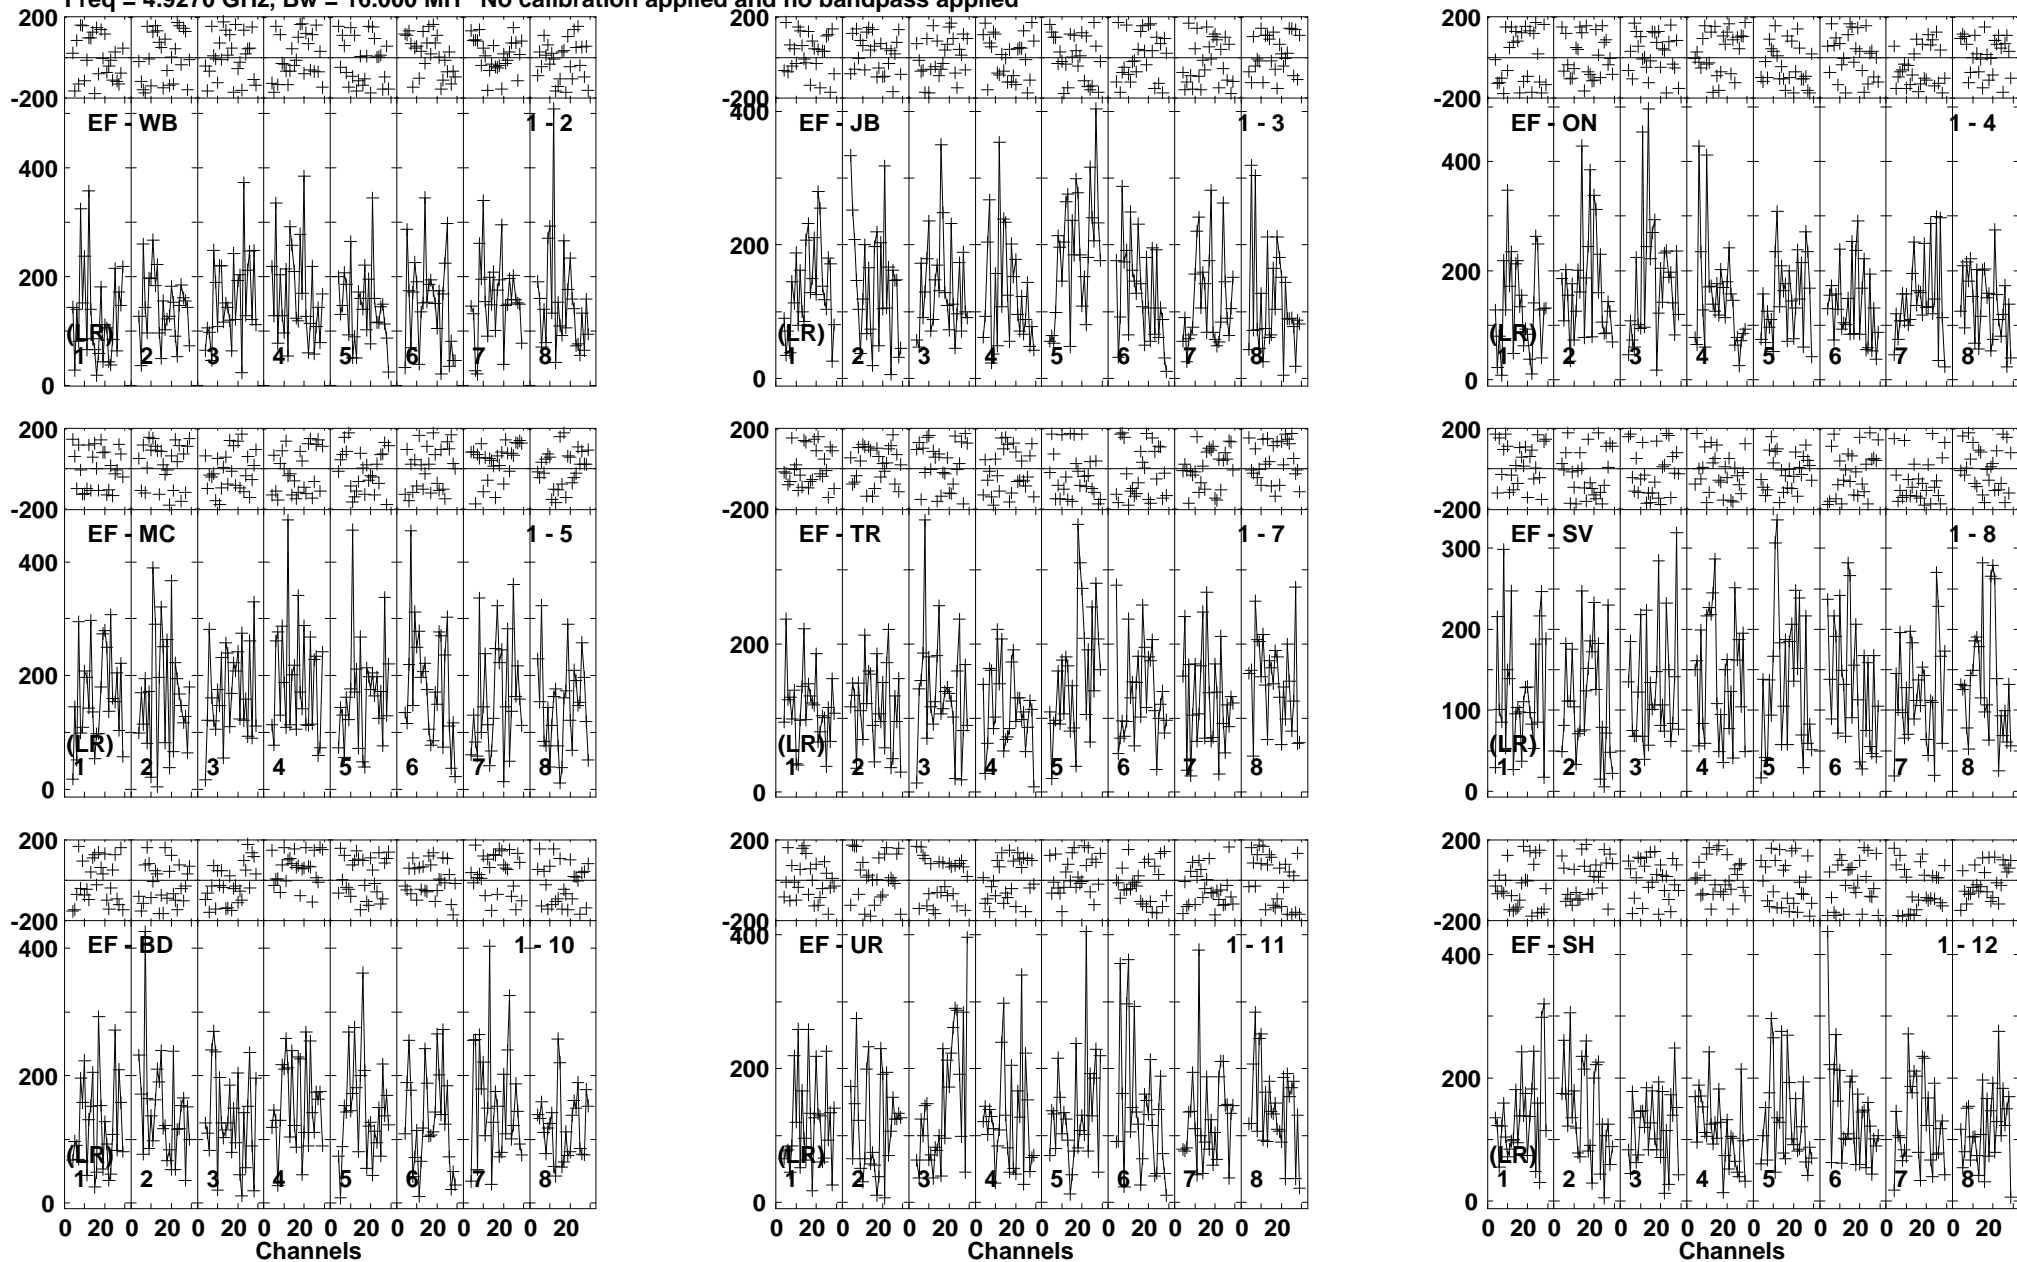 Freq = 4.9270 GHz, Bw = 16.000 MH No calibration applied and no bandpass applied
200 200 200
-200 -200 -200
EF - WB 1 - 2 EF - JB 1 - 3 EF - ON 1 - 4
400 400 400
200 200 200
(LR) (LR) (LR)
1 2 3 4 5 6 7 8 1 2 3 4 5 6 7 8 1 2 3 4 5 6 7 8
0 0 0
200 200 200
-200 -200 -200
EF - MC 1 - 5 EF - TR 1 - 7 EF - SV 1 - 8
400 300
200 200 200
100
(LR) (LR) (LR)
1 2 3 4 5 6 7 8 1 2 3 4 5 6 7 8 1 2 3 4 5 6 7 8
0 0 0
200 200 200
-200 -200 -200
EF - BD 1 - 10 EF - UR 1 - 11 EF - SH 1 - 12
400 400 400
200 200 200
(LR) (LR) (LR)
1 2 3 4 5 6 7 8 1 2 3 4 5 6 7 8 1 2 3 4 5 6 7 8
0 0 0
0 20 0 20 0 20 0 20 0 20 0 20 0 20 0 20 0 20 0 20 0 20 0 20 0 20 0 20 0 20 0 20 0 20 0 20 0 20 0 20 0 20 0 20 0 20 0 20
Channels Channels